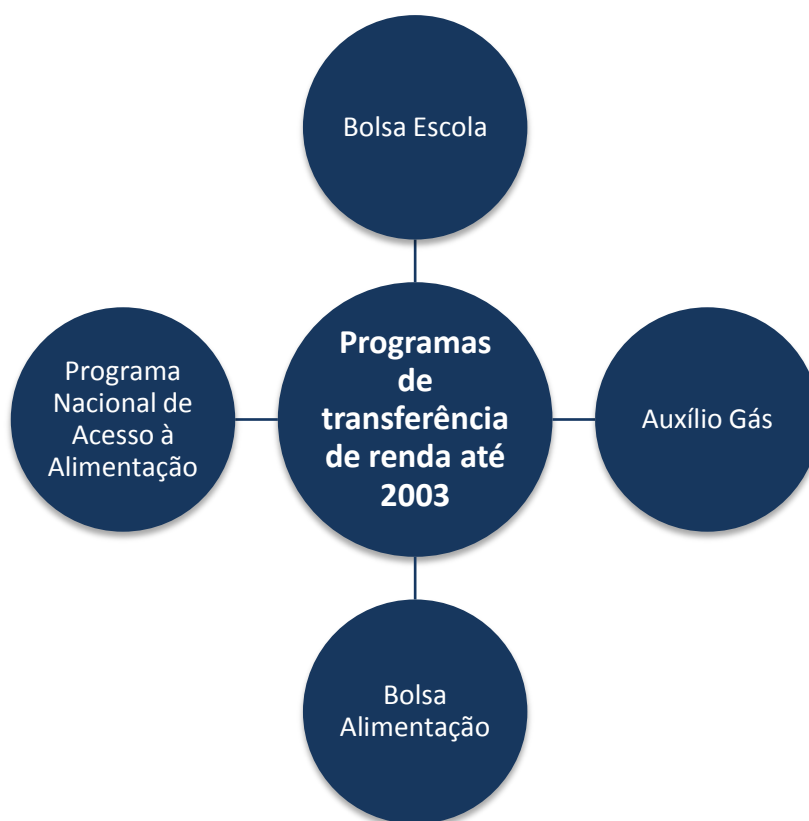 Bolsa Escola
Programa
Nacional de
Acesso à
Alimentação
Programas
de
transferência
de renda até
2003
Auxílio Gás
Bolsa
Alimentação